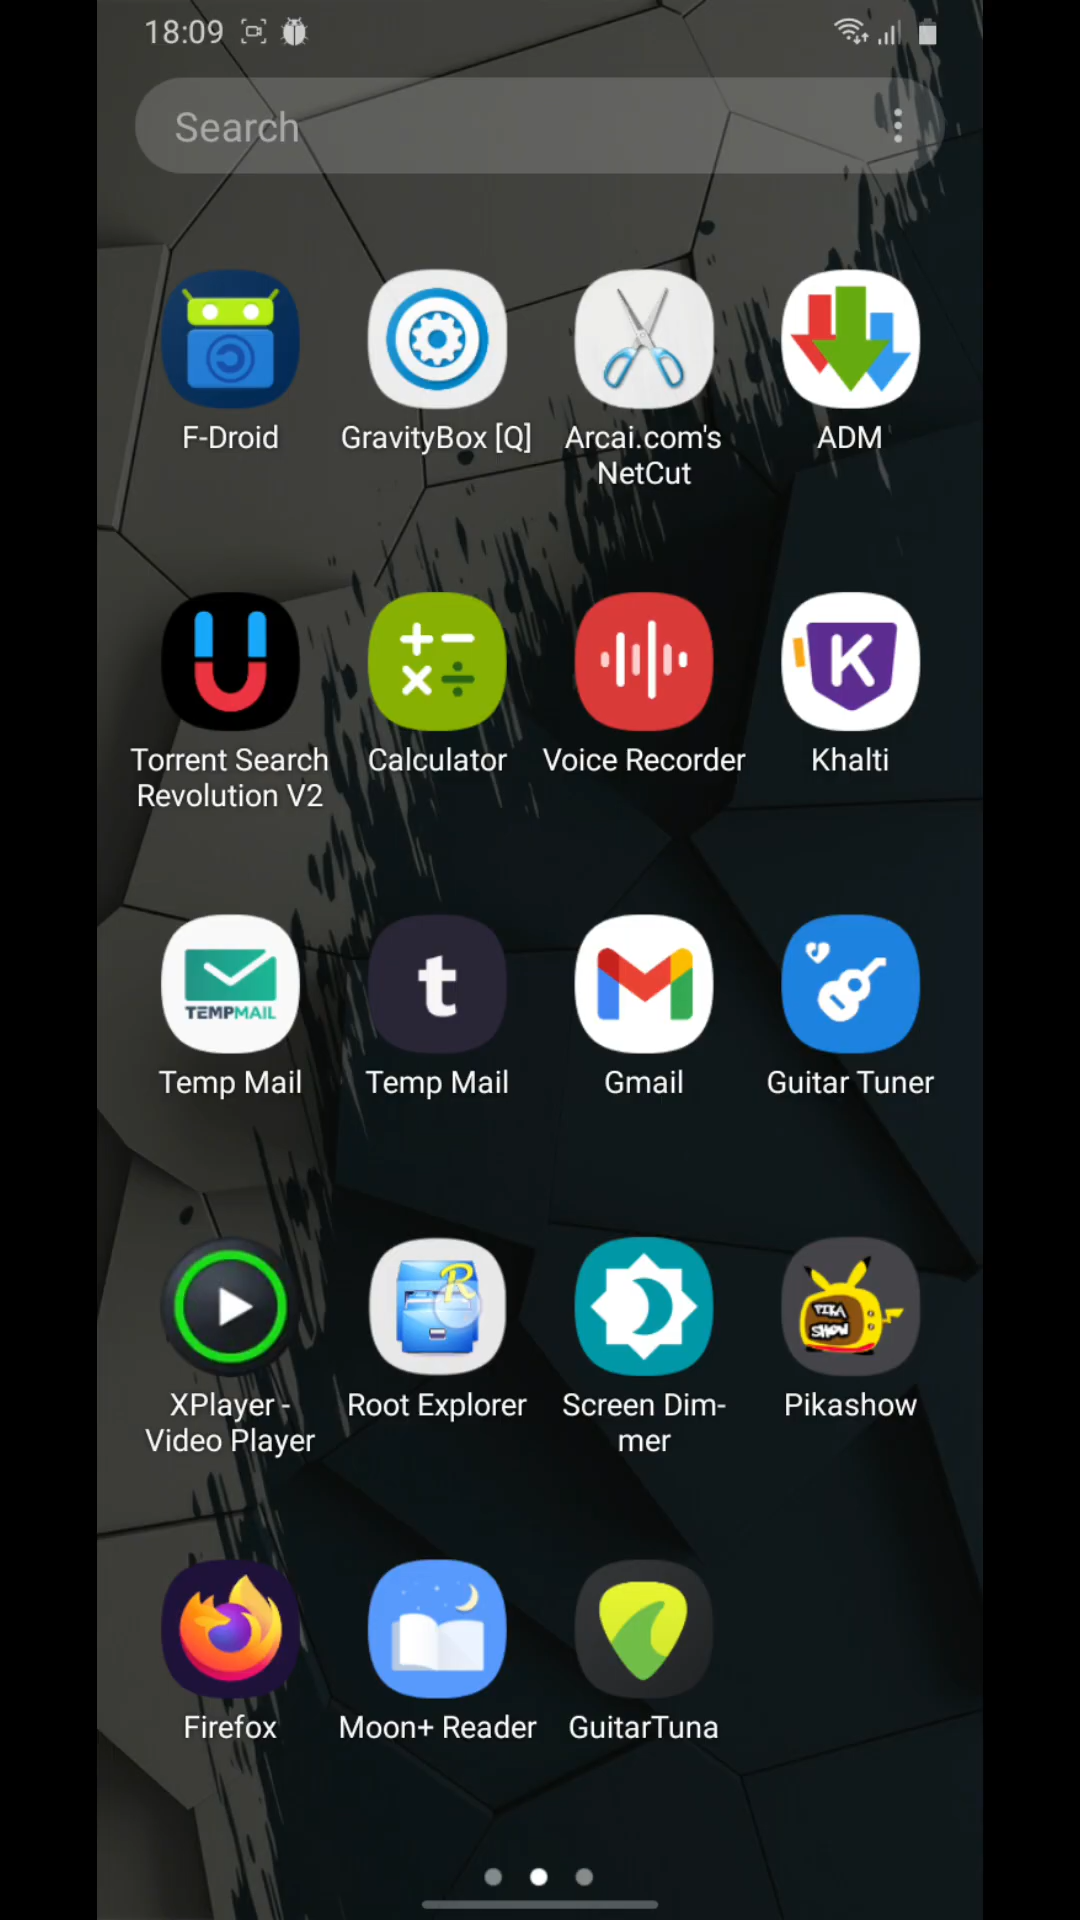 18:09
Search
F-Droid
GravityBox [Q]
Arcai.com's
NetCut
ADM
Torrent Search
Revolution V2
Calculator
Voice Recorder
K
Khalti
TEMPMAIL
Temp Mail
t
Temp Mail
Gmail
Guitar Tuner
XPlayer -
Video Player
R
Root Explorer
Screen Dim-
mer
PIKA
SHOW
Pikashow
Firefox
Moon+ Reader
GuitarTuna